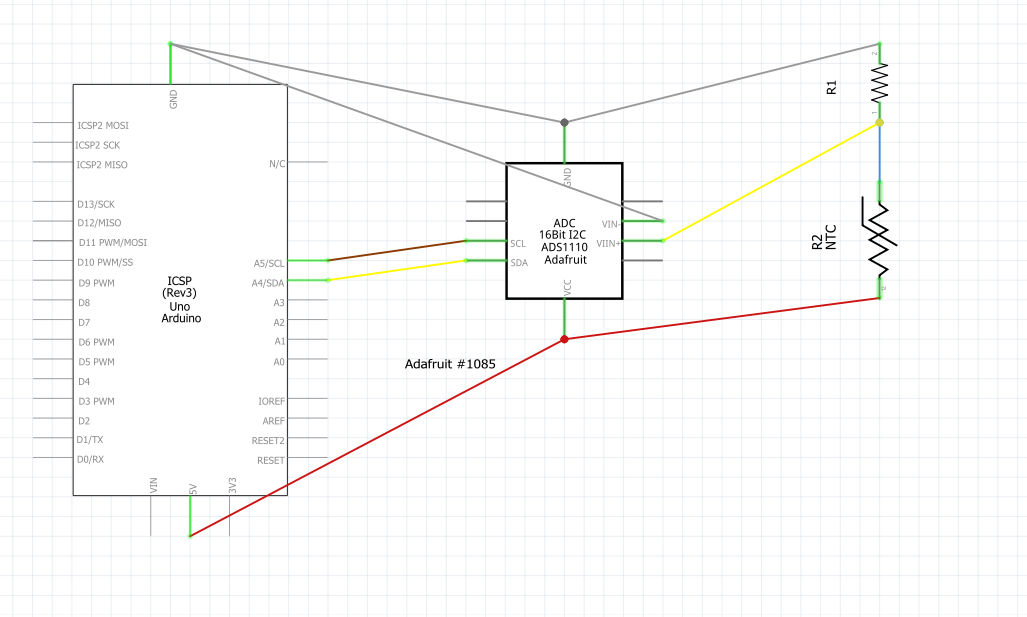 GND
ICSP2 MOSI
ICSP2 SCK
ICSP2 MISO
N/C
D13/SCK
D12/MISO
D11 PWM/MOSI
D10 PWM/SS
A5/SCL
D9 PWM
A4/SDA
D8
A3
D7
A2
D6 PWM
A1
D5 PWM
A0
D4
D3 PWM
IOREF
D2
AREF
D1/TX
RESET2
D0/RX
RESET
ICSP
(Rev3)
Uno
Arduino
VIN
5V
3V3
GND
ADC
16Bit I2C
ADS1110
Adafruit
VIN-
VIIN+
SCL
SDA
VCC
Adafruit #1085
R1
2
1
R2
NTC